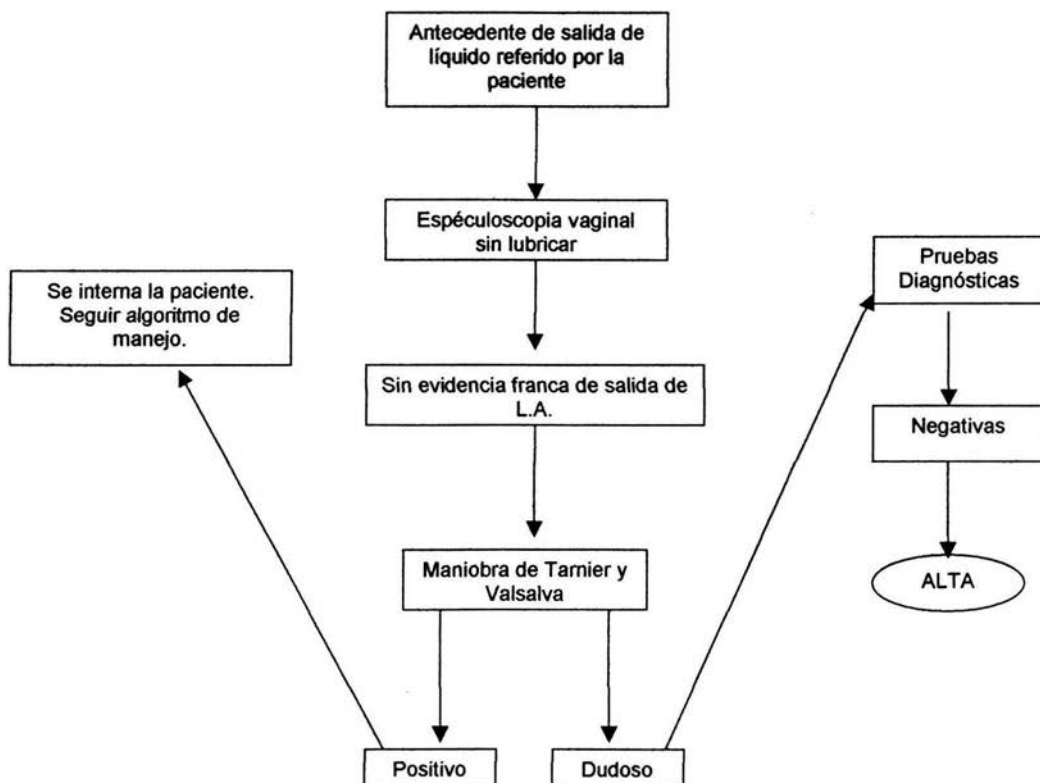 Antecedente de salida de
líquido referido por la
paciente
Espéculoscopia vaginal
sin lubricar
Pruebas
Diagnósticas
Se interna la paciente.
Seguir algoritmo de
manejo.
Sin evidencia franca de salida de
L.A.
Negativas
Maniobra de Tarnier y
Valsalva
ALTA
Positivo
Dudoso